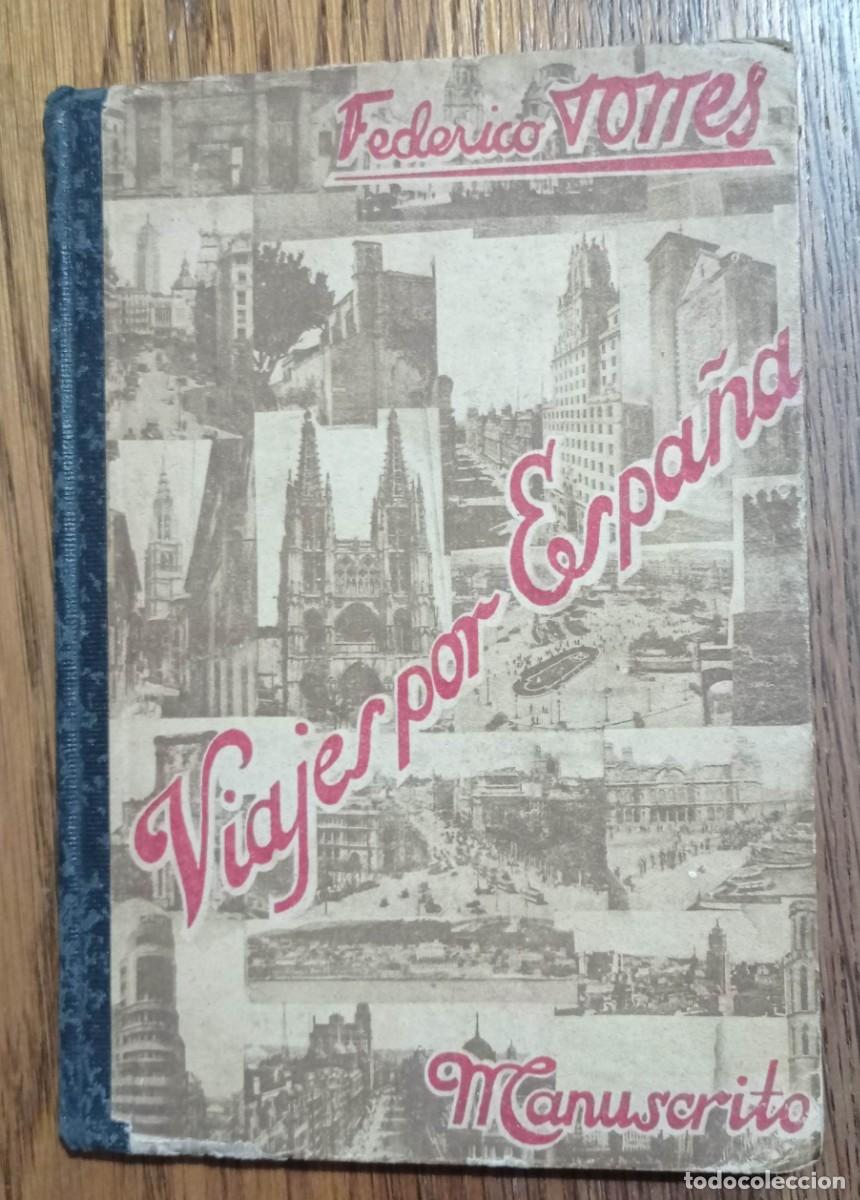 Federico Torres
Viajes por España
Manuscrito
todocoleccion